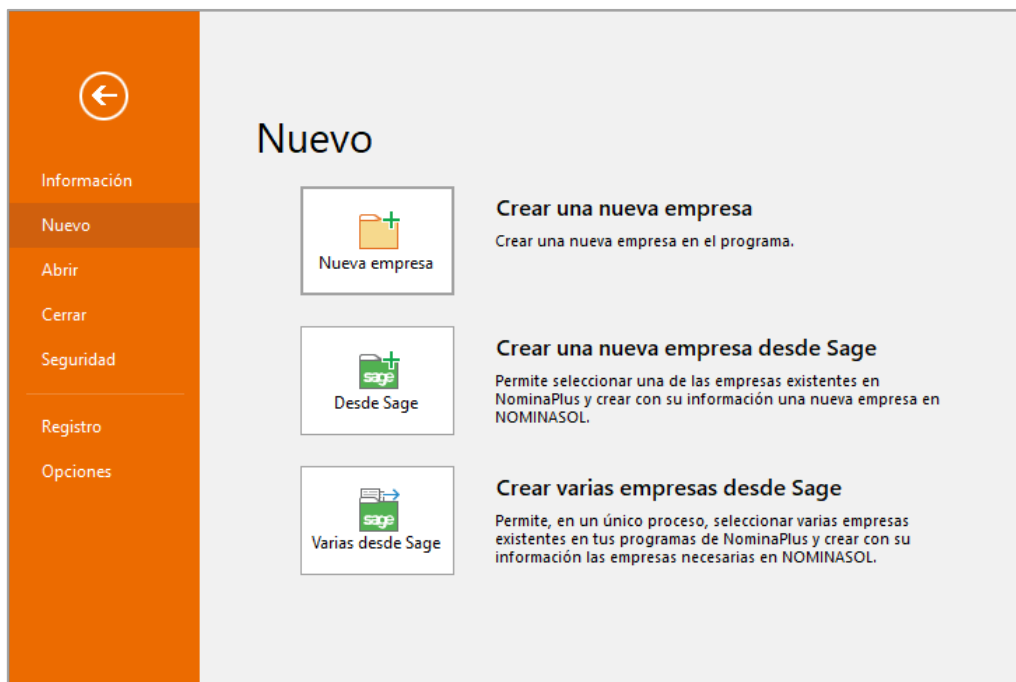 Información
Nuevo
Abrir
Cerrar
Seguridad
Registro
Opciones
Nuevo
Nueva empresa
Crear una nueva empresa
Crear una nueva empresa en el programa.
sage
Desde Sage
Crear una nueva empresa desde Sage
Permite seleccionar una de las empresas existentes en
NominaPlus y crear con su información una nueva empresa en
NOMINASOL.
sage
Varias desde Sage
Crear varias empresas desde Sage
Permite, en un único proceso, seleccionar varias empresas
existentes en tus programas de NominaPlus y crear con su
información las empresas necesarias en NOMINASOL.